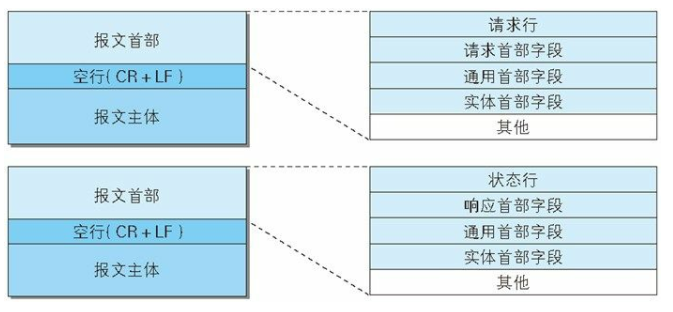 报文首部
空行(CR+LF)
报文主体
请求行
请求首部字段
通用首部字段
实体首部字段
其他
报文首部
空行(CR+LF)
报文主体
状态行
响应首部字段
通用首部字段
实体首部字段
其他